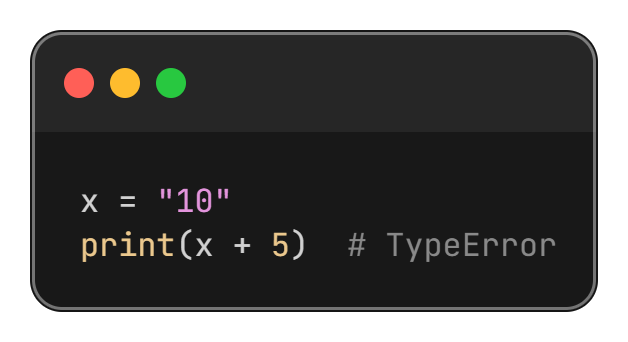 x = "10"
print(x + 5)  # TypeError